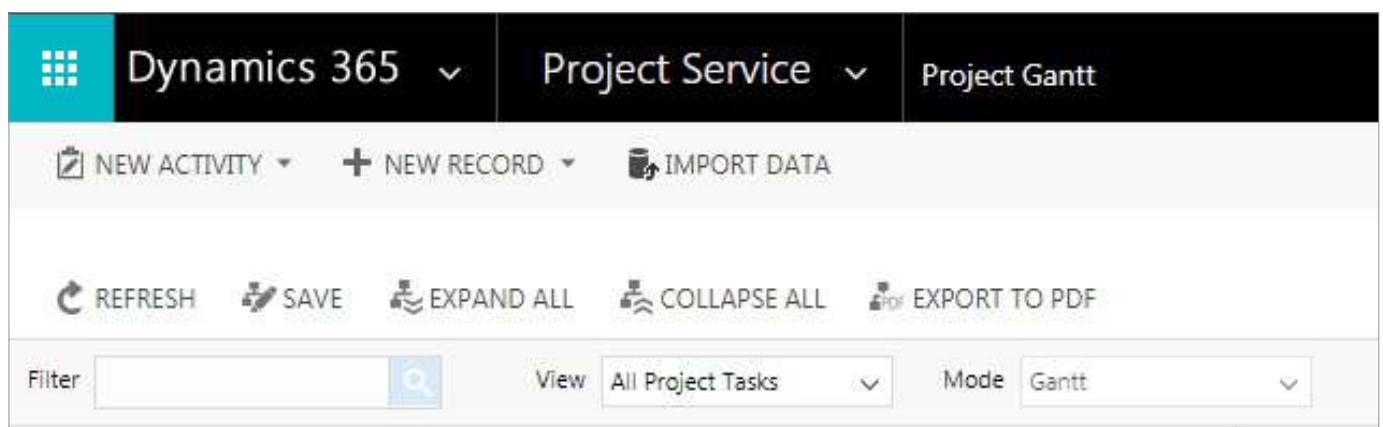 Dynamics 365 Project Service Project Gantt
NEW ACTIVITY NEW RECORD IMPORT DATA
REFRESH SAVE EXPAND ALL COLLAPSE ALL PDF EXPORT TO PDF
Filter View All Project Tasks Mode Gantt